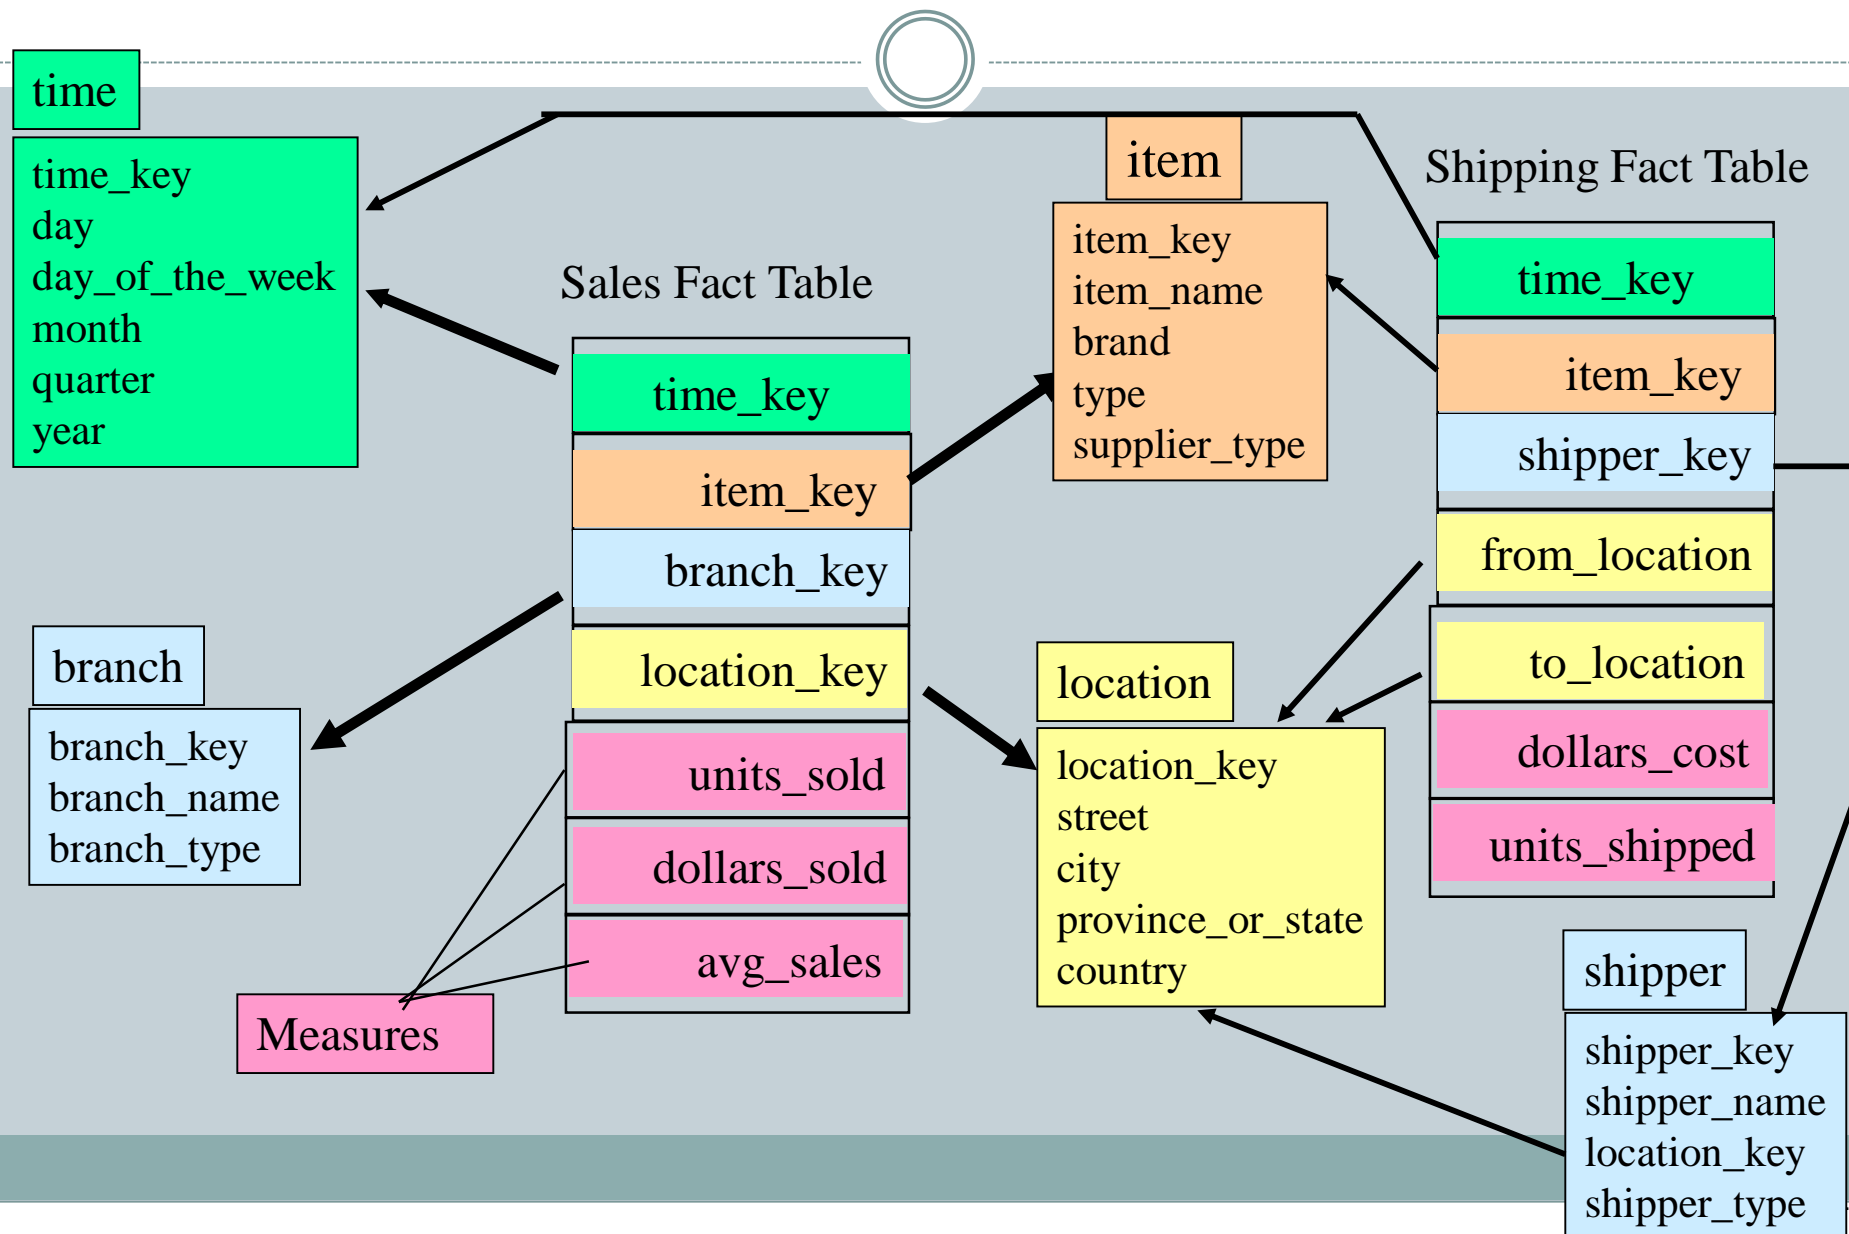 time
time_key
day
day_of_the_week
month
quarter
year
Sales Fact Table
time_key
item_key
branch_key
location_key
units_sold
dollars_sold
avg_sales
Measures
branch
branch_key
branch_name
branch_type
item
item_key
item_name
brand
type
supplier_type
location
location_key
street
city
province_or_state
country
Shipping Fact Table
time_key
item_key
shipper_key
from_location
to_location
dollars_cost
units_shipped
shipper
shipper_key
shipper_name
location_key
shipper_type